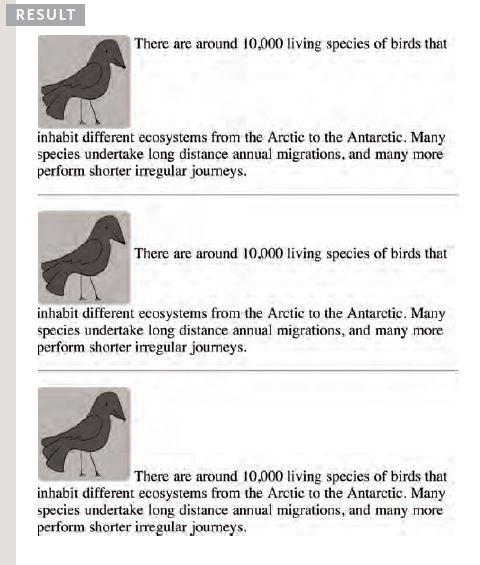 RESULT
There are around 10,000 living species of birds that
inhabit different ecosystems from the Arctic to the Antarctic. Many
species undertake long distance annual migrations, and many more
perform shorter irregular journeys.
There are around 10,000 living species of birds that
inhabit different ecosystems from the Arctic to the Antarctic. Many
species undertake long distance annual migrations, and many more
perform shorter irregular journeys.
There are around 10,000 living species of birds that
inhabit different ecosystems from the Arctic to the Antarctic. Many
species undertake long distance annual migrations, and many more
perform shorter irregular journeys.